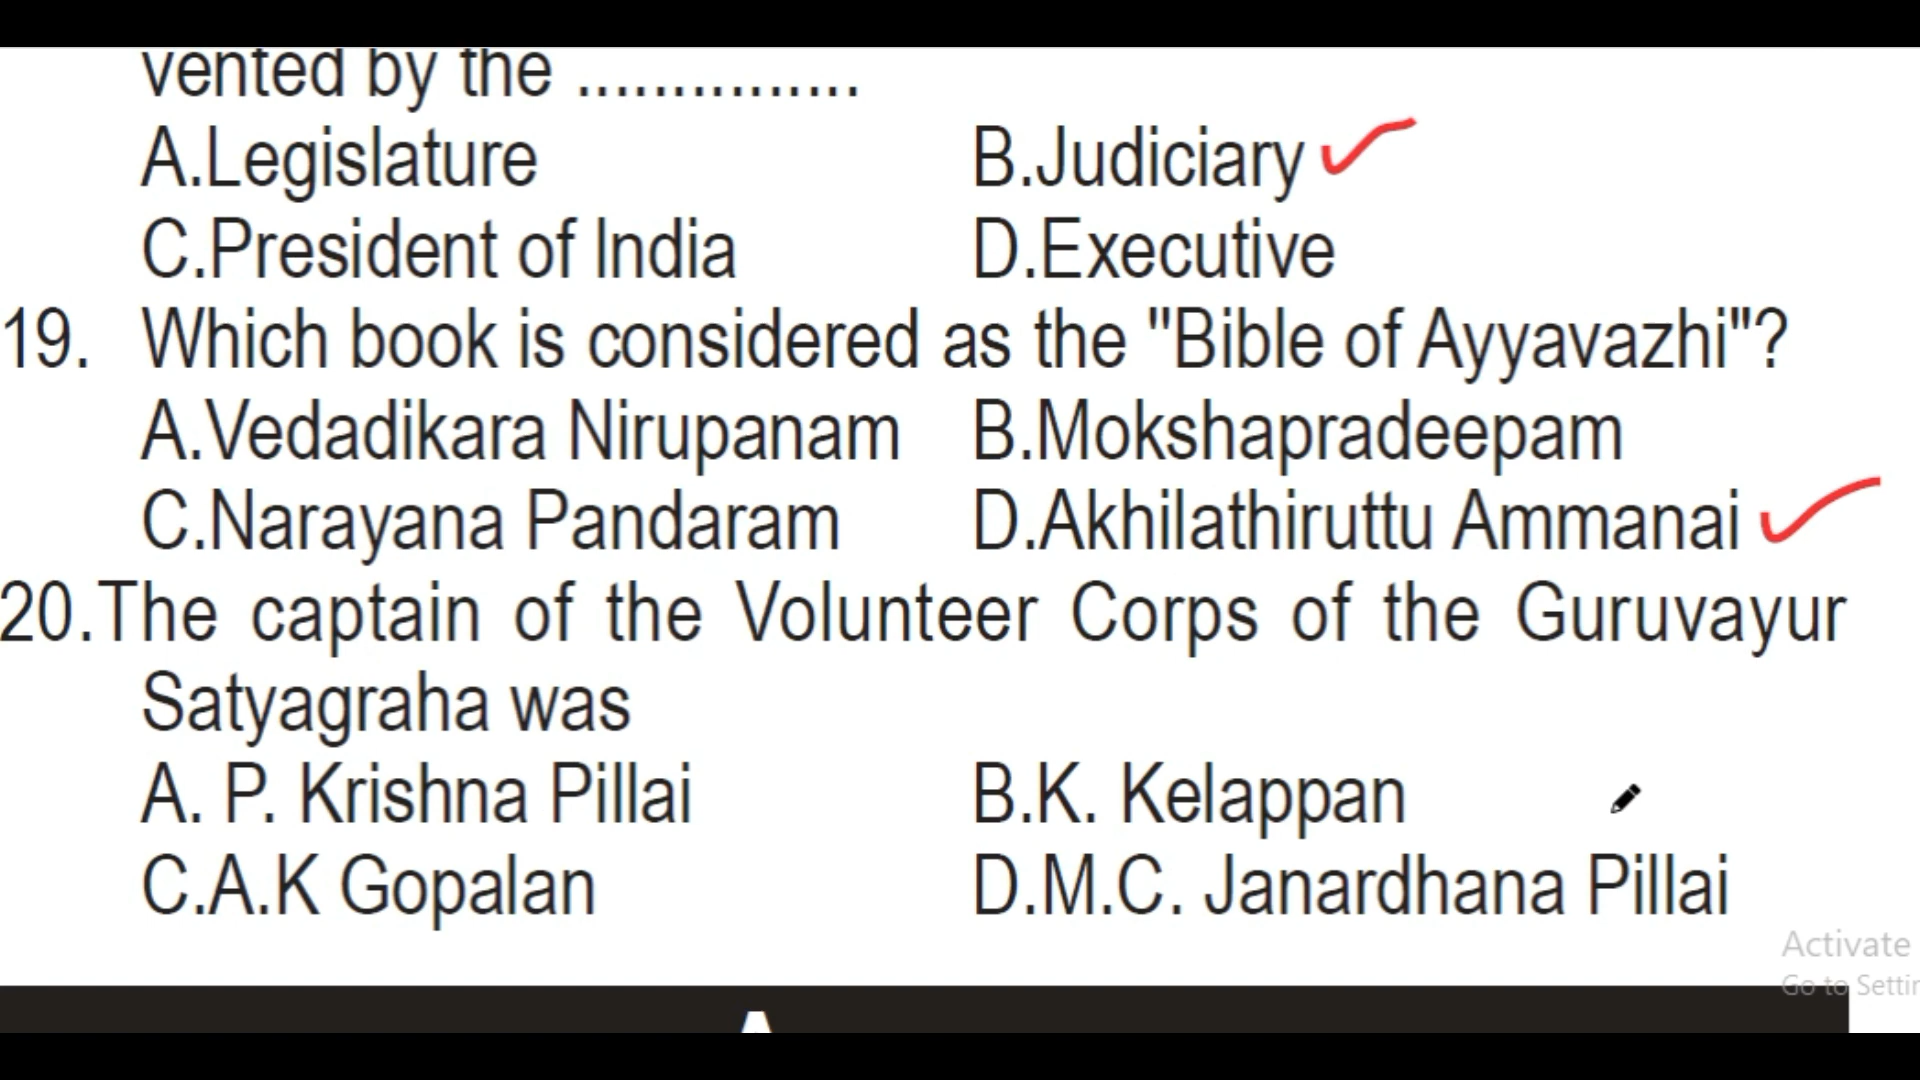 vented by the ...............
A.Legislature B.Judiciary
C.President of India D.Executive
19. Which book is considered as the "Bible of Ayyavazhi"?
A.Vedadikara Nirupanam B.Mokshapradeepam
C.Narayana Pandaram D.Akhilathiruttu Ammanai
20.The captain of the Volunteer Corps of the Guruvayur
Satyagraha was
A. P. Krishna Pillai B.K. Kelappan
C.A.K Gopalan D.M.C. Janardhana Pillai
Activate
Go to Settin